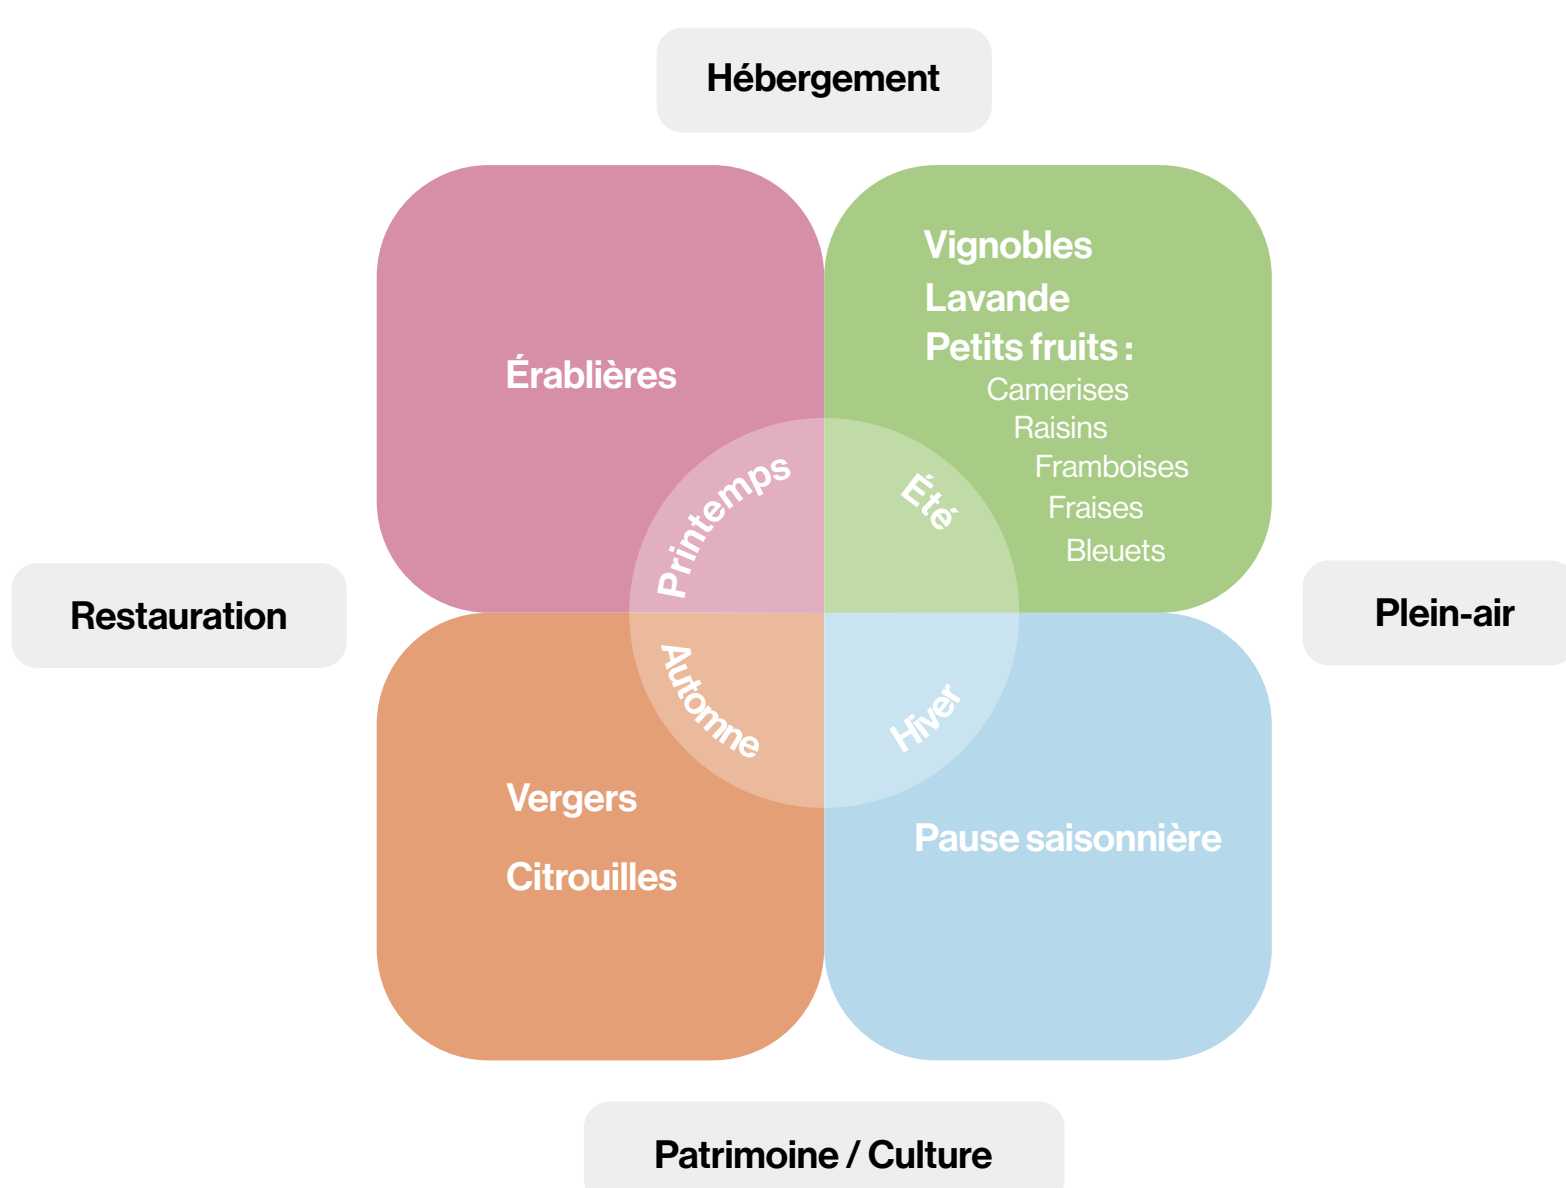 Hébergement
Érablières
Printemps
Vignobles
Lavande
Petits fruits :
Camerises
Raisins
Framboises
Fraises
Bleuets
Été
Restauration
Plein-air
Automne
Vergers
Citrouilles
Hiver
Pause saisonnière
Patrimoine / Culture